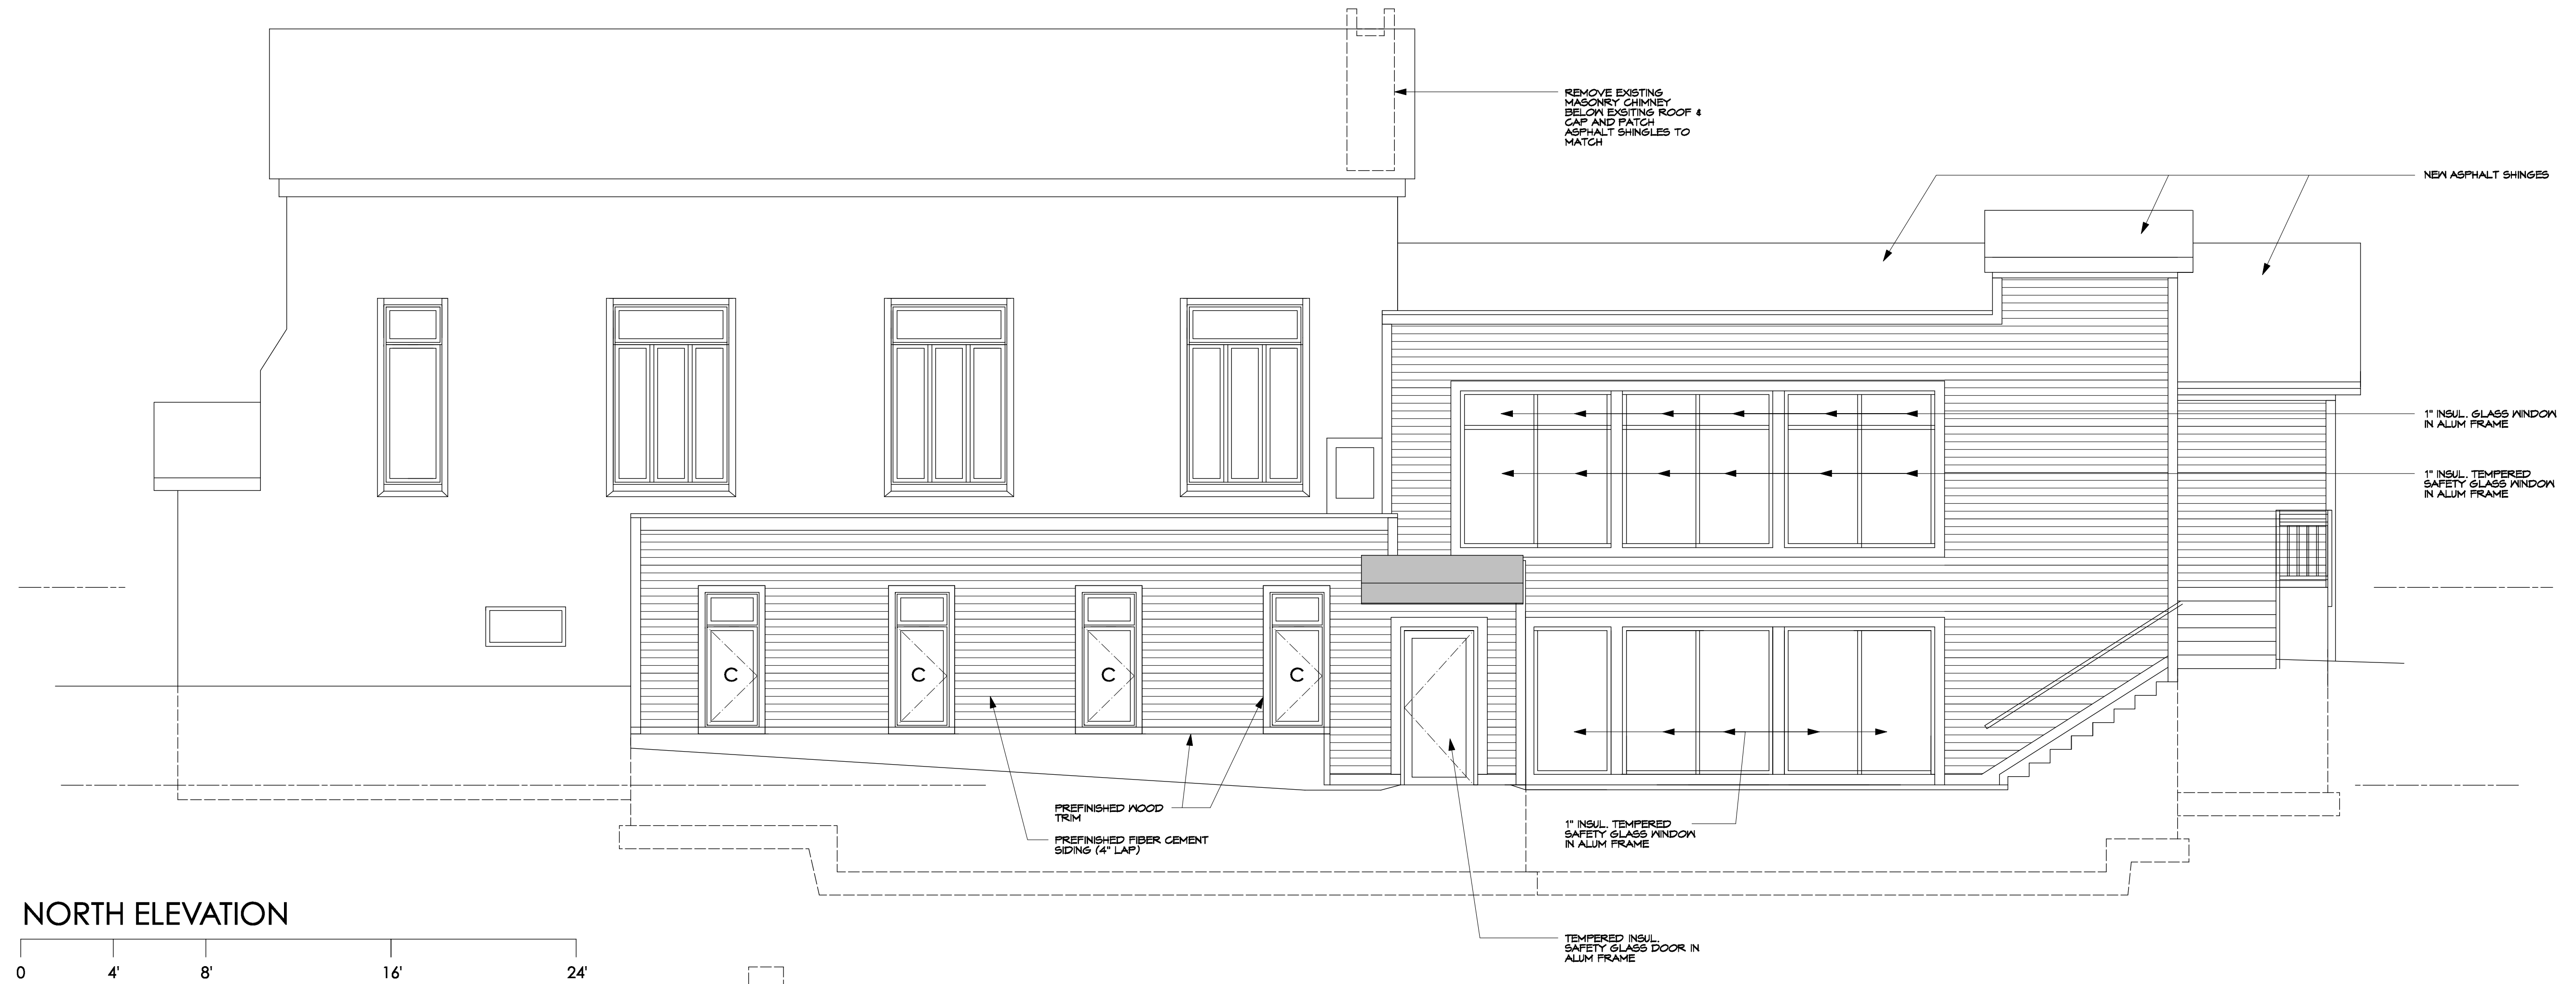 REMOVE EXISTING
MASONRY CHIMNEY
BELOW EXSITING ROOF &
CAP AND PATCH
ASPHALT SHINGLES TO
MATCH
NEW ASPHALT SHINGES
1" INSUL. GLASS WINDOW
IN ALUM FRAME
1" INSUL. TEMPERED
SAFETY GLASS WINDOW
IN ALUM FRAME
C C C C
PREFINISHED WOOD
TRIM
PREFINISHED FIBER CEMENT
SIDING (4" LAP)
1" INSUL. TEMPERED
SAFETY GLASS WINDOW
IN ALUM FRAME
TEMPERED INSUL.
SAFETY GLASS DOOR IN
ALUM FRAME
NORTH ELEVATION
0 4' 8' 16' 24'